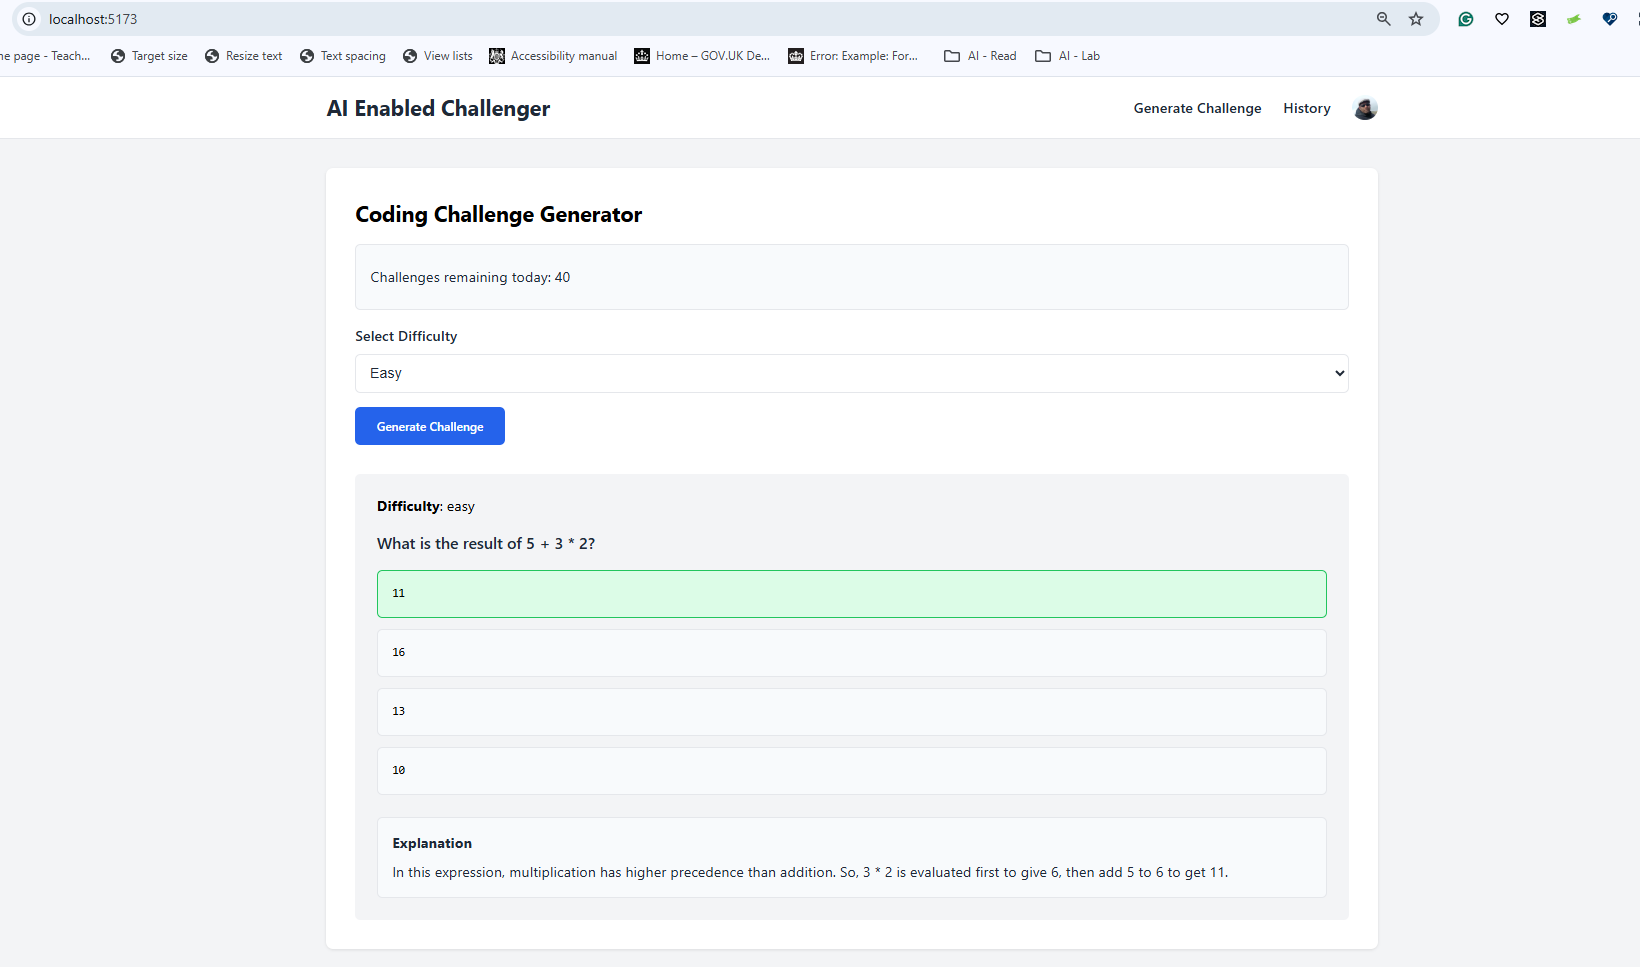 localhost:5173
ne page - Teach...
Target size
Resize text
Text spacing
View lists
Accessibility manual
Home – GOV.UK De...
Error: Example: For...
AI - Read
AI - Lab
AI Enabled Challenger
Generate Challenge
History
Coding Challenge Generator
Challenges remaining today: 40
Select Difficulty
Easy
Generate Challenge
Difficulty: easy
What is the result of 5 + 3 * 2?
11
16
13
10
Explanation
In this expression, multiplication has higher precedence than addition. So, 3 * 2 is evaluated first to give 6, then add 5 to 6 to get 11.